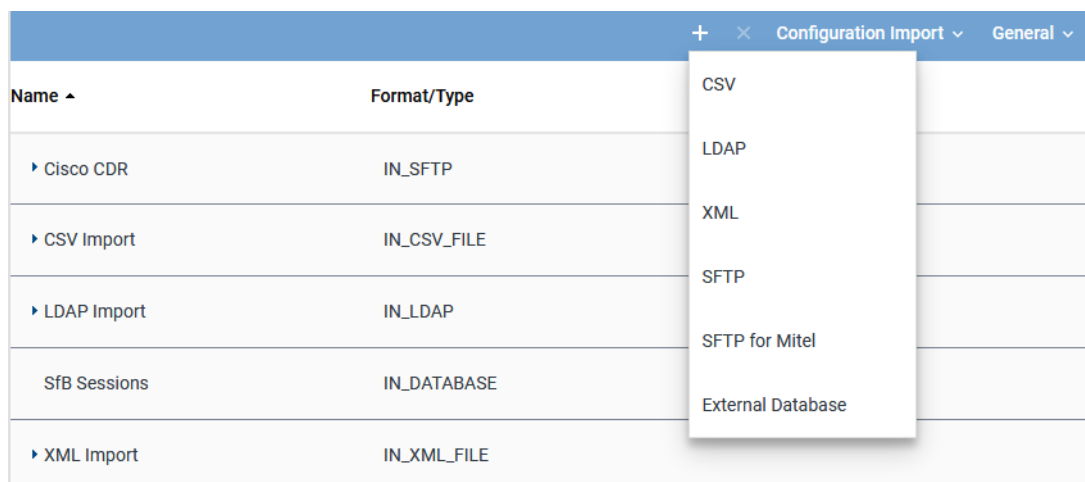 Configuration Import General
Name Format/Type
CSV
LDAP
XML
SFTP
SFTP for Mitel
External Database
Cisco CDR IN_SFTP
CSV Import IN_CSV_FILE
LDAP Import IN_LDAP
SfB Sessions IN_DATABASE
XML Import IN_XML_FILE